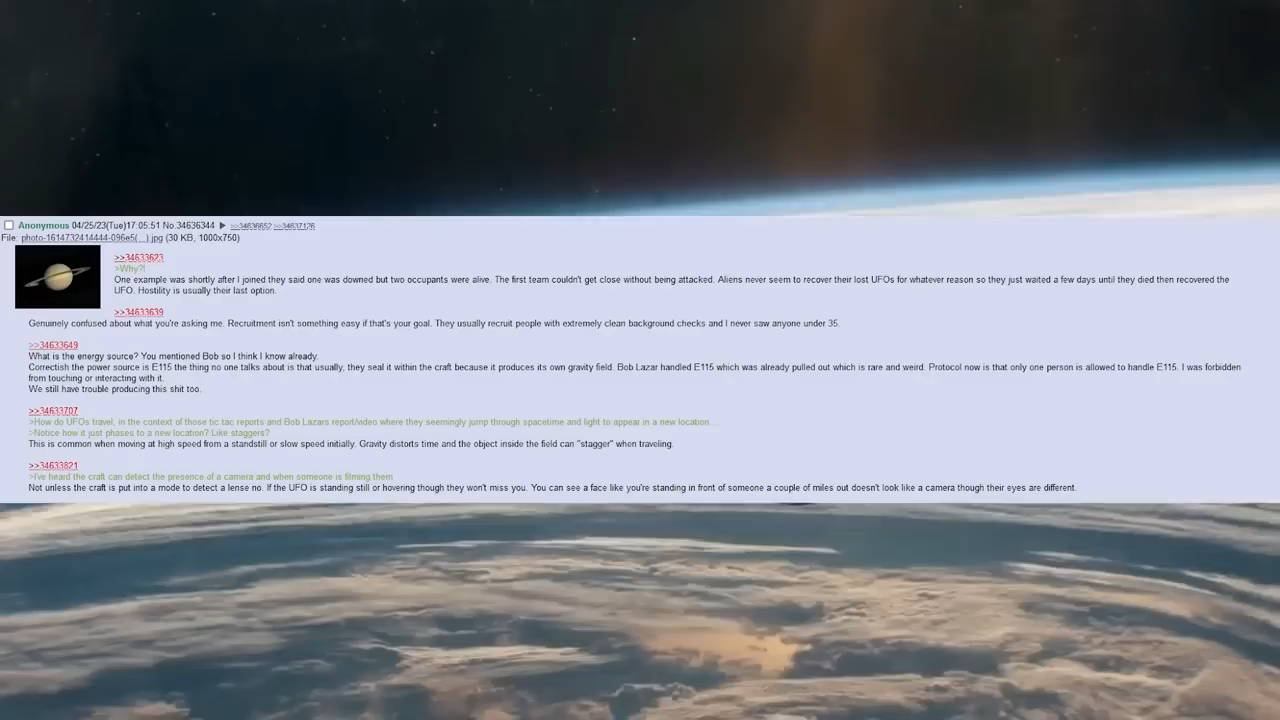 Anonymous 04/25/23(Tue)17:05:51 No.34636344 ▶ >>34636652 >>34637126
File: photo-1614732414444-096e5(...).jpg (30 KB, 1000x750)
>>34633623
>Why?!
One example was shortly after I joined they said one was downed but two occupants were alive. The first team couldn't get close without being attacked. Aliens never seem to recover their lost UFOs for whatever reason so they just waited a few days until they died then recovered the
UFO. Hostility is usually their last option.
>>34633639
Genuinely confused about what you're asking me. Recruitment isn't something easy if that's your goal. They usually recruit people with extremely clean background checks and I never saw anyone under 35.
>>34633649
What is the energy source? You mentioned Bob so I think I know already.
Correctish the power source is E115 the thing no one talks about is that usually, they seal it within the craft because it produces its own gravity field. Bob Lazar handled E115 which was already pulled out which is rare and weird. Protocol now is that only one person is allowed to handle E115. I was forbidden
from touching or interacting with it.
We still have trouble producing this shit too.
>>34633707
>How do UFOs travel, in the context of those tic tac reports and Bob Lazars report/video where they seemingly jump through spacetime and light to appear in a new location....
>Notice how it just phases to a new location? Like staggers?
This is common when moving at high speed from a standstill or slow speed initially. Gravity distorts time and the object inside the field can "stagger" when traveling.
>>34633821
>I've heard the craft can detect the presence of a camera and when someone is filming them
Not unless the craft is put into a mode to detect a lense no. If the UFO is standing still or hovering though they won't miss you. You can see a face like you're standing in front of someone a couple of miles out doesn't look like a camera though their eyes are different.